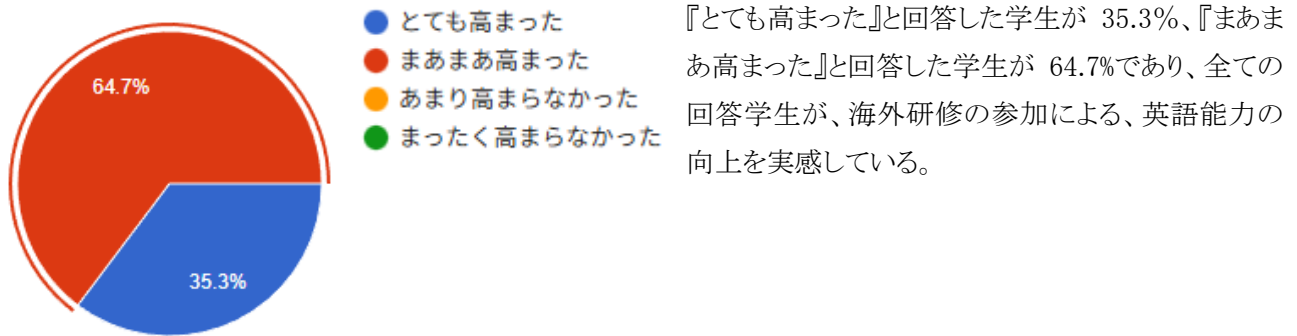 64.7%
35.3%
とても高まった
まあまあ高まった
あまり高まらなかった
まったく高まらなかった
『とても高まった』と回答した学生が 35.3%、『まあま
あ高まった』と回答した学生が 64.7%であり、全ての
回答学生が、海外研修の参加による、英語能力の
向上を実感している。